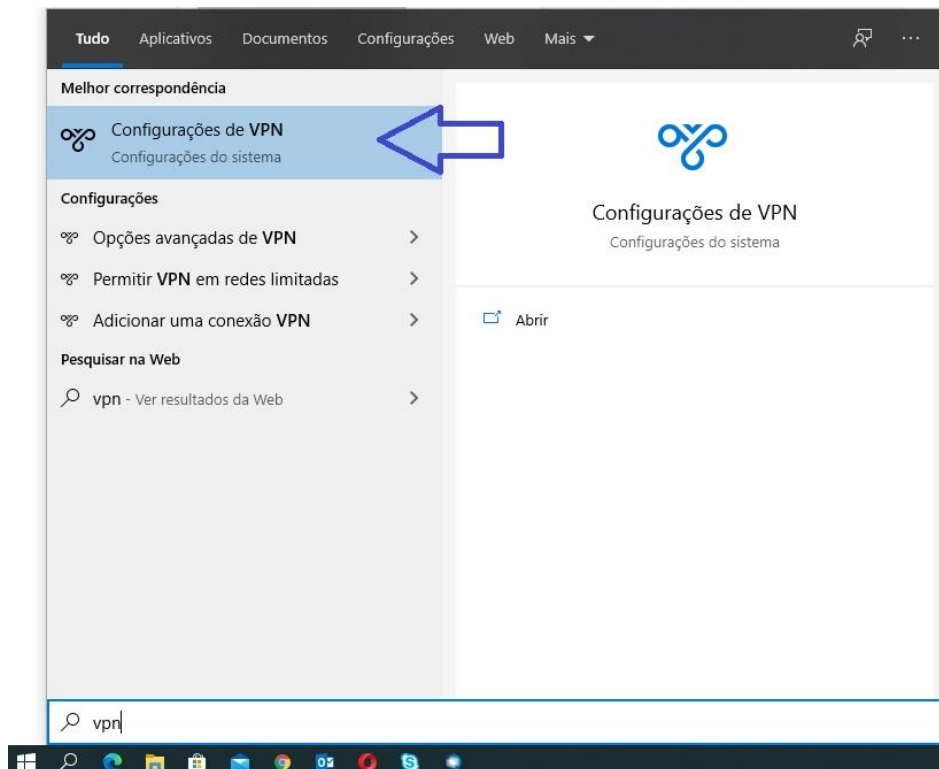 Tudo Aplicativos Documentos Configurações Web Mais
Melhor correspondência
Configurações de VPN
Configurações do sistema
Configurações
Opções avançadas de VPN
Permitir VPN em redes limitadas
Adicionar uma conexão VPN
Pesquisar na Web
vpn - Ver resultados da Web
Configurações de VPN
Configurações do sistema
Abrir
vpn